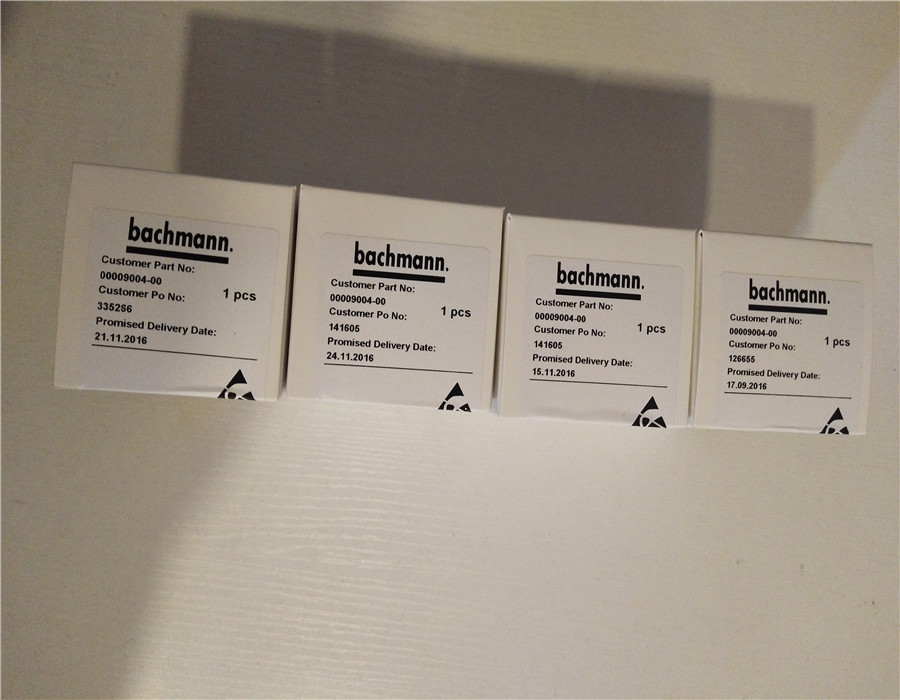 bachmann.
Customer Part No:
00009004-00
Customer Po No:
1 pcs
335286
Promised Delivery Date:
21.11.2016
bachmann.
Customer Part No:
00009004-00
Customer Po No:
1 pcs
141605
Promised Delivery Date:
24.11.2016
bachmann.
Customer Part No:
00009004-00
Customer Po No:
1 pcs
141605
Promised Delivery Date:
15.11.2016
bachmann.
Customer Part No:
00009004-00
Customer Po No:
1 pcs
126655
Promised Delivery Date:
17.09.2016